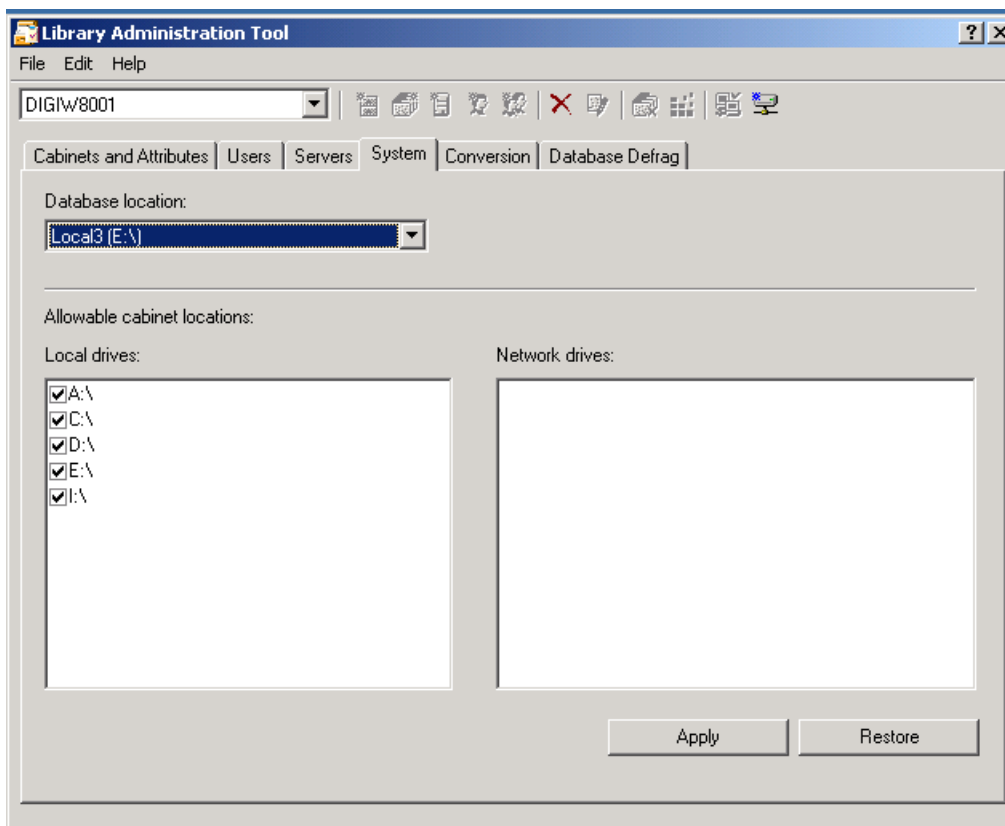 Library Administration Tool
File Edit Help
DIGIW8001
Cabinets and Attributes Users Servers System Conversion Database Defrag
Database location:
Local3 (E:\)
Allowable cabinet locations:
Local drives: Network drives:
A:\
C:\
D:\
E:\
I:\
Apply Restore